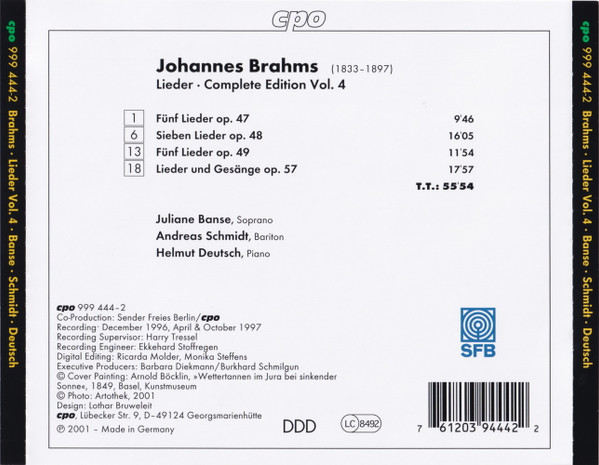 cpo
cpo 999 444-2 Brahms · Lieder Vol. 4 · Banse · Schmidt · Deutsch
Johannes Brahms (1833–1897)
Lieder · Complete Edition Vol. 4
1 Fünf Lieder op. 47 9'46
6 Sieben Lieder op. 48 16'05
13 Fünf Lieder op. 49 11'54
18 Lieder und Gesänge op. 57 17'57
T.T.: 55'54
Juliane Banse, Soprano
Andreas Schmidt, Bariton
Helmut Deutsch, Piano
cpo 999 444–2
Co-Production: Sender Freies Berlin/cpo
Recording: December 1996, April & October 1997
Recording Supervisor: Harry Tressel
Recording Engineer: Ekkehard Stoffregen
Digital Editing: Ricarda Molder, Monika Steffens
Executive Producers: Barbara Diekmann/Burkhard Schmilgun
© Cover Painting: Arnold Böcklin, »Wettertannen im Jura bei sinkender
Sonne«, 1849, Basel, Kunstmuseum
© Photo: Artothek, 2001
Design: Lothar Bruweleit
cpo, Lübecker Str. 9, D–49124 Georgsmarienhütte
℗ 2001 – Made in Germany
DDD
LC 8492
SFB
7 61203 94442 2
cpo 999 444-2 Brahms · Lieder Vol. 4 · Banse · Schmidt · Deutsch